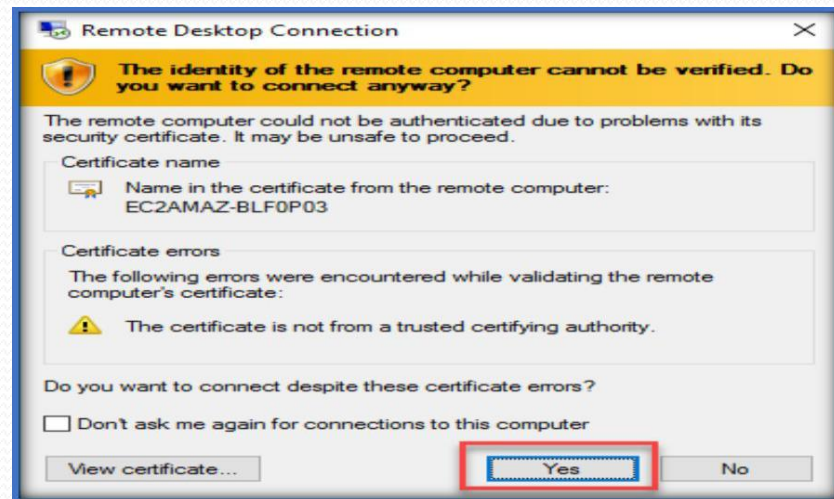 Remote Desktop Connection
The identity of the remote computer cannot be verified. Do
you want to connect anyway?
The remote computer could not be authenticated due to problems with its
security certificate. It may be unsafe to proceed.
Certificate name
Name in the certificate from the remote computer:
EC2AMAZ-BLF0P03
Certificate errors
The following errors were encountered while validating the remote
computer's certificate:
The certificate is not from a trusted certifying authority.
Do you want to connect despite these certificate errors?
Don't ask me again for connections to this computer
View certificate...
Yes
No